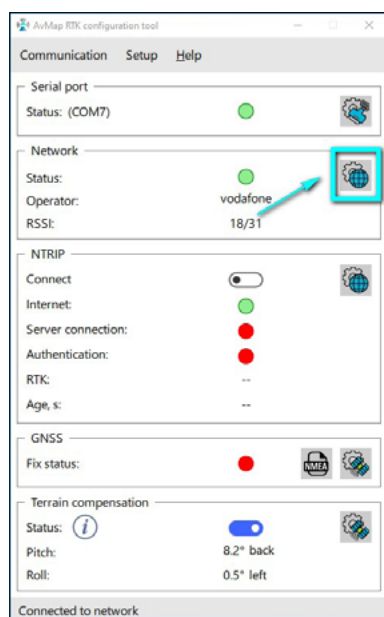 AvMap RTK configuration tool
Communication Setup Help
Serial port
Status: (COM7)
Network
Status:
Operator: vodafone
RSSI: 18/31
NTRIP
Connect
Internet:
Server connection:
Authentication:
RTK: --
Age, s: --
GNSS
Fix status: NMEA
Terrain compensation
Status: i
Pitch: 8.2° back
Roll: 0.5° left
Connected to network